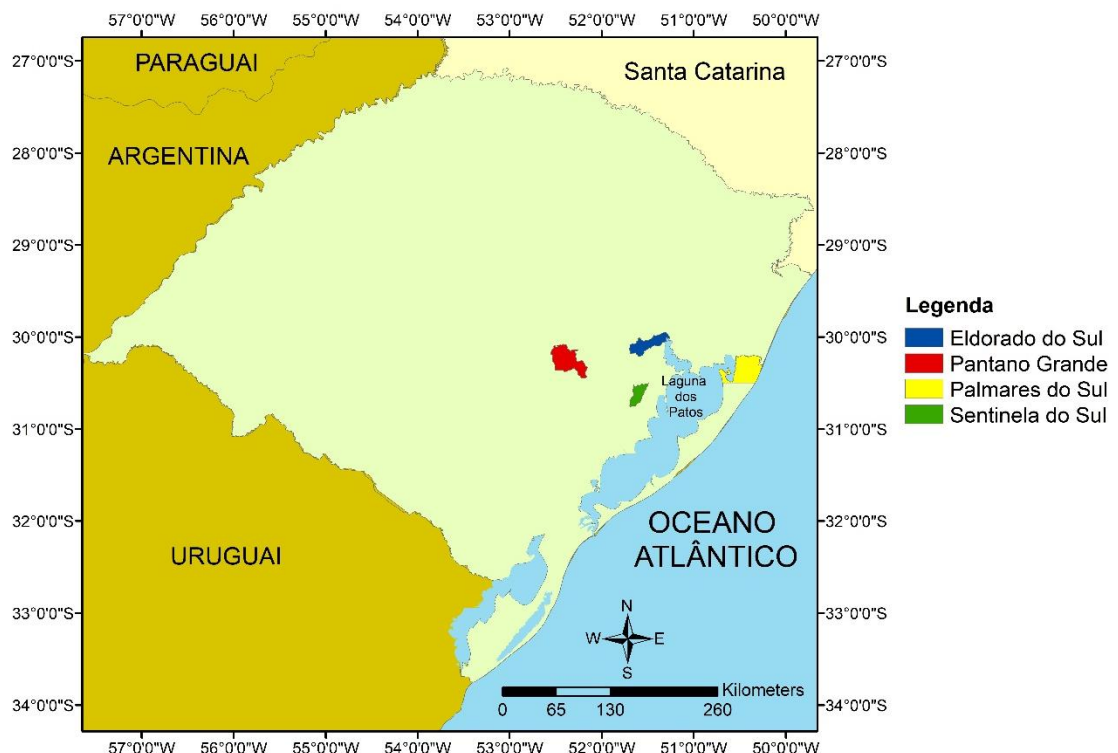 57°0'0"W 56°0'0"W 55°0'0"W 54°0'0"W 53°0'0"W 52°0'0"W 51°0'0"W 50°0'0"W
27°0'0"S
27°0'0"S
PARAGUAI
Santa Catarina
28°0'0"S
28°0'0"S
ARGENTINA
29°0'0"S
29°0'0"S
30°0'0"S
30°0'0"S
Laguna
dos
Patos
31°0'0"S
31°0'0"S
32°0'0"S
32°0'0"S
OCEANO
ATLÂNTICO
URUGUAI
33°0'0"S
33°0'0"S
N
W E
S
Kilometers
0 65 130 260
34°0'0"S
34°0'0"S
57°0'0"W 56°0'0"W 55°0'0"W 54°0'0"W 53°0'0"W 52°0'0"W 51°0'0"W 50°0'0"W
Legenda
Eldorado do Sul
Pantano Grande
Palmares do Sul
Sentinela do Sul